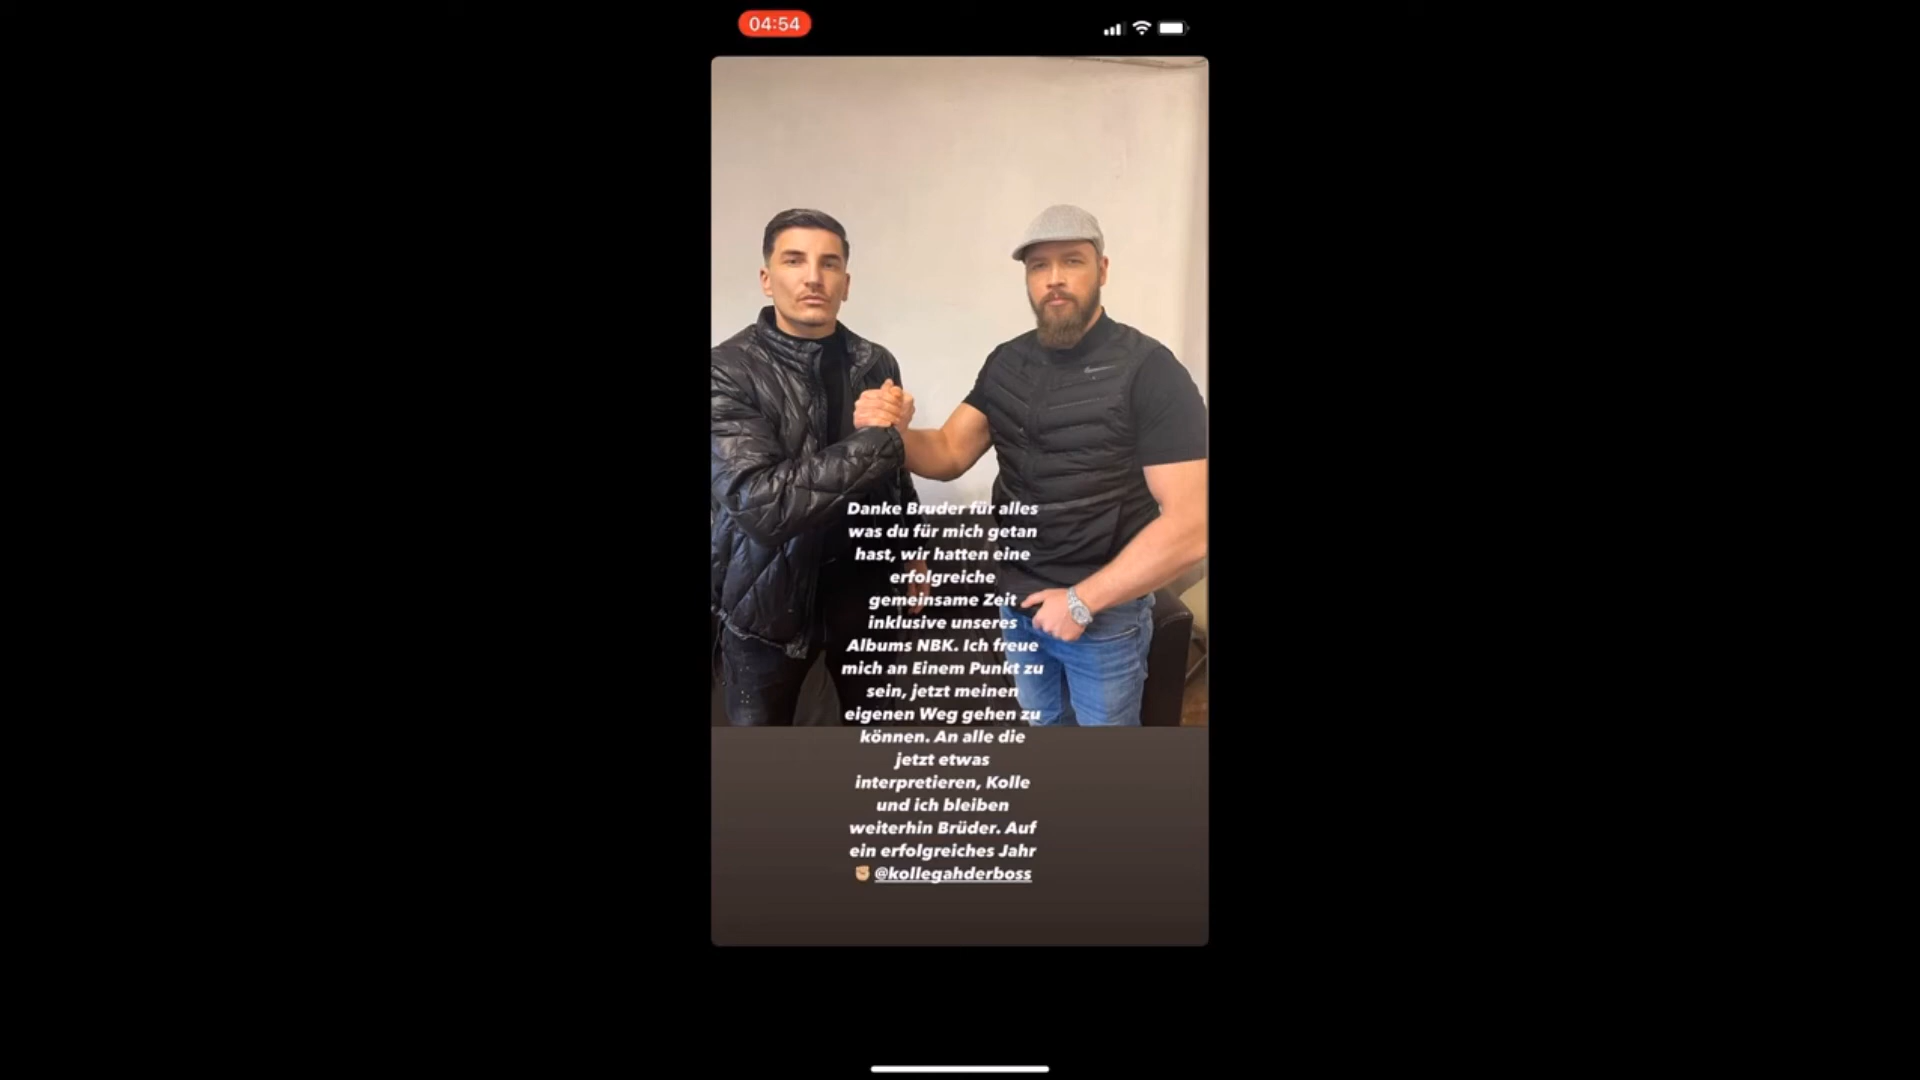 04:54
Danke Bruder für alles
was du für mich getan
hast, wir hatten eine
erfolgreiche
gemeinsame Zeit
inklusive unseres
Albums NBK. Ich freue
mich an Einem Punkt zu
sein, jetzt meinen
eigenen Weg gehen zu
können. An alle die
jetzt etwas
interpretieren, Kolle
und ich bleiben
weiterhin Brüder. Auf
ein erfolgreiches Jahr
✊🏼 @kollegahderboss